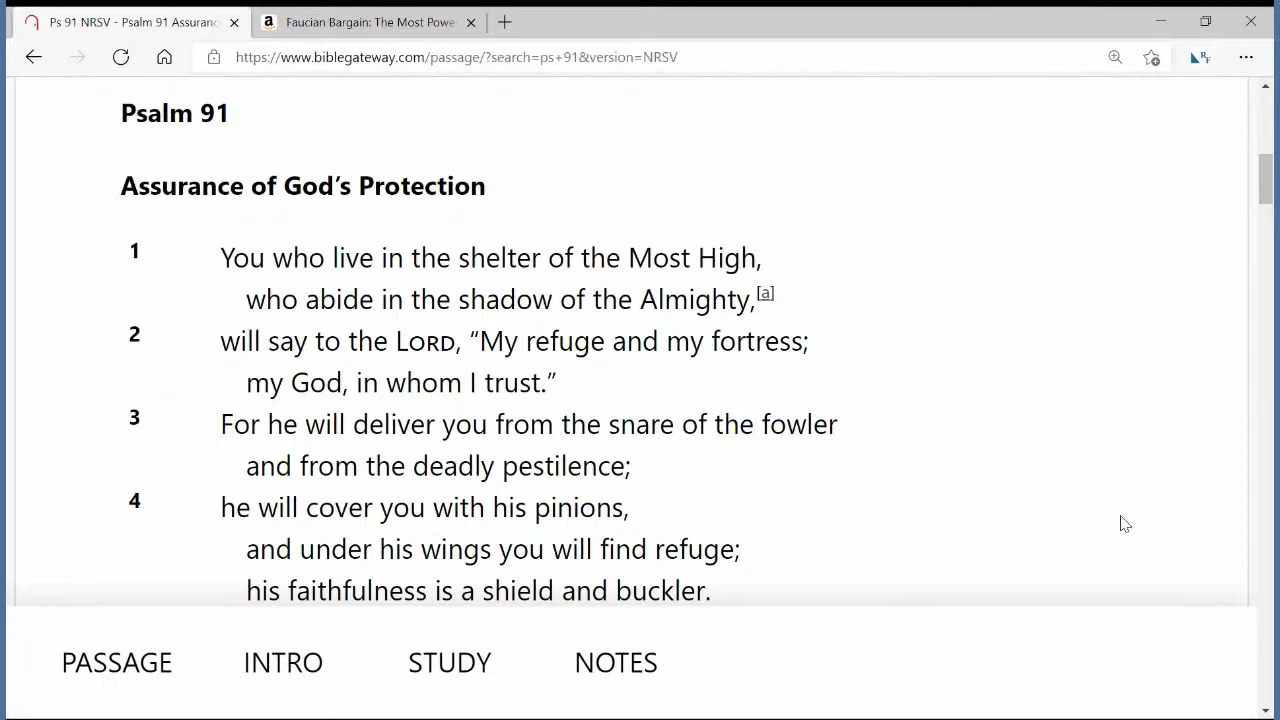 Ps 91 NRSV - Psalm 91 Assuranc
Faucian Bargain: The Most Powe
https://www.biblegateway.com/passage/?search=ps+91&version=NRSV
Psalm 91
Assurance of God’s Protection
1 You who live in the shelter of the Most High,
who abide in the shadow of the Almighty,[a]
2 will say to the LORD, “My refuge and my fortress;
my God, in whom I trust.”
3 For he will deliver you from the snare of the fowler
and from the deadly pestilence;
4 he will cover you with his pinions,
and under his wings you will find refuge;
his faithfulness is a shield and buckler.
PASSAGE INTRO STUDY NOTES